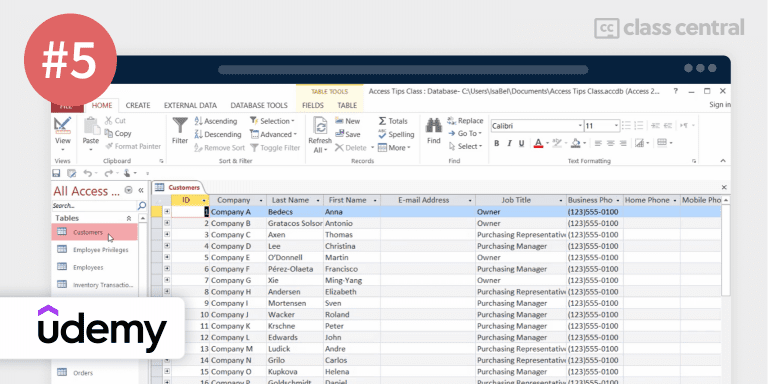 #5
cc class central
TABLE TOOLS
Access Tips Class : Database- C:\Users\IsaBel\Documents\Access Tips Class.accdb (Access 2...
?
FILE HOME CREATE EXTERNAL DATA DATABASE TOOLS FIELDS TABLE
Sign in
View
Views
Paste
Cut
Copy
Format Painter
Clipboard
Filter
Ascending
Descending
Remove Sort
Selection
Advanced
Toggle Filter
Sort & Filter
Refresh
All
New
Save
Delete
Totals
Spelling
More
Records
Find
Replace
Go To
Select
Find
Calibri 11
B I U A
Text Formatting
All Access ...
Search...
Tables
Customers
Employee Privileges
Employees
Inventory Transactio...
Orders
Customers
ID Company Last Name First Name E-mail Address Job Title Business Pho Home Phone Mobile Pho
1 Company A Bedecs Anna Owner (123)555-0100
2 Company B Gratacos Solsor Antonio Owner (123)555-0100
3 Company C Axen Thomas Purchasing Representative (123)555-0100
4 Company D Lee Christina Purchasing Manager (123)555-0100
5 Company E O'Donnell Martin Owner (123)555-0100
6 Company F Pérez-Olaeta Francisco Purchasing Manager (123)555-0100
7 Company G Xie Ming-Yang Owner (123)555-0100
8 Company H Andersen Elizabeth Purchasing Representative (123)555-0100
9 Company I Mortensen Sven Purchasing Manager (123)555-0100
10 Company J Wacker Roland Purchasing Manager (123)555-0100
11 Company K Krschne Peter Purchasing Manager (123)555-0100
12 Company L Edwards John Purchasing Manager (123)555-0100
13 Company M Ludick Andre Purchasing Representative (123)555-0100
14 Company N Grilo Carlos Purchasing Representative (123)555-0100
15 Company O Kupkova Helena Purchasing Manager (123)555-0100
16 Company P Goldschmidt Daniel Purchasing Representative (123)555-0100
udemy